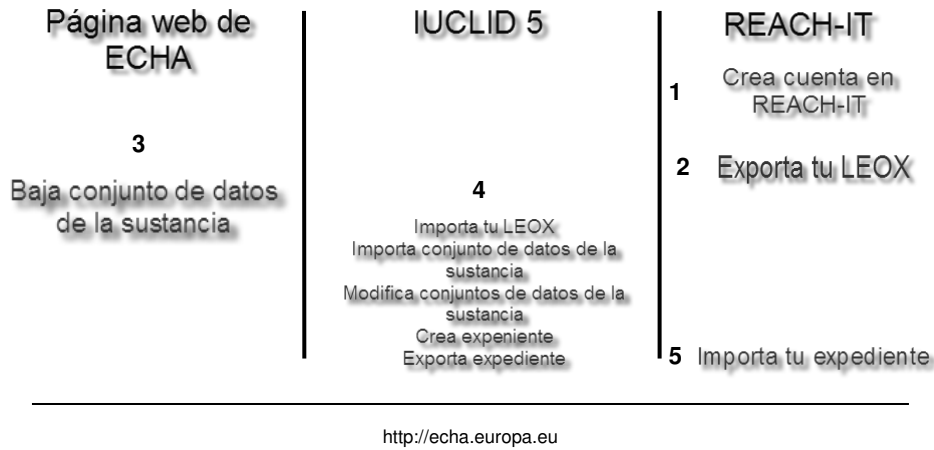 Página web de
ECHA
3
Baja conjunto de datos
de la sustancia
IUCLID 5
4
Importa tu LEOX
Importa conjunto de datos de la
sustancia
Modifica conjuntos de datos de la
sustancia
Crea expeniente
Exporta expediente
REACH-IT
1 Crea cuenta en
REACH-IT
2 Exporta tu LEOX
5 Importa tu expediente
http://echa.europa.eu